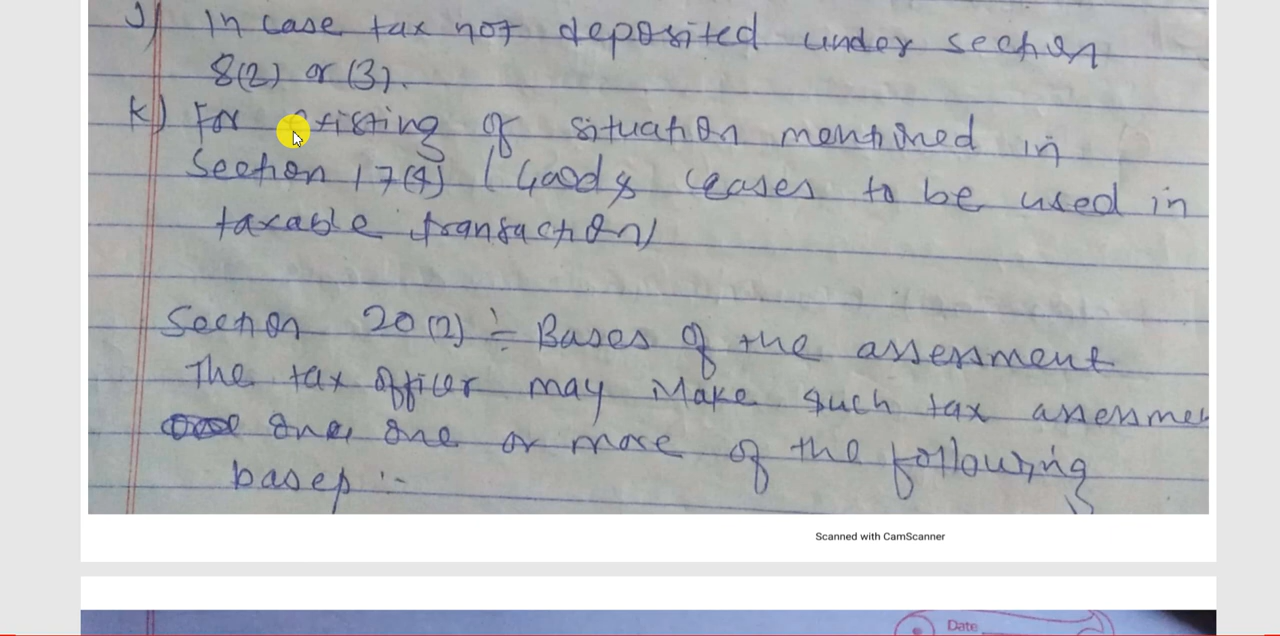 J) In case tax not deposited under section
8(2) or (3).
K) For existing of situation mentioned in
Section 17(4) (Goods ceases to be used in
taxable transaction)
Section 20(2) :- Bases of the assessment
The tax officer may Make such tax assessme
one one or more of the following
bases :-
Scanned with CamScanner
Date